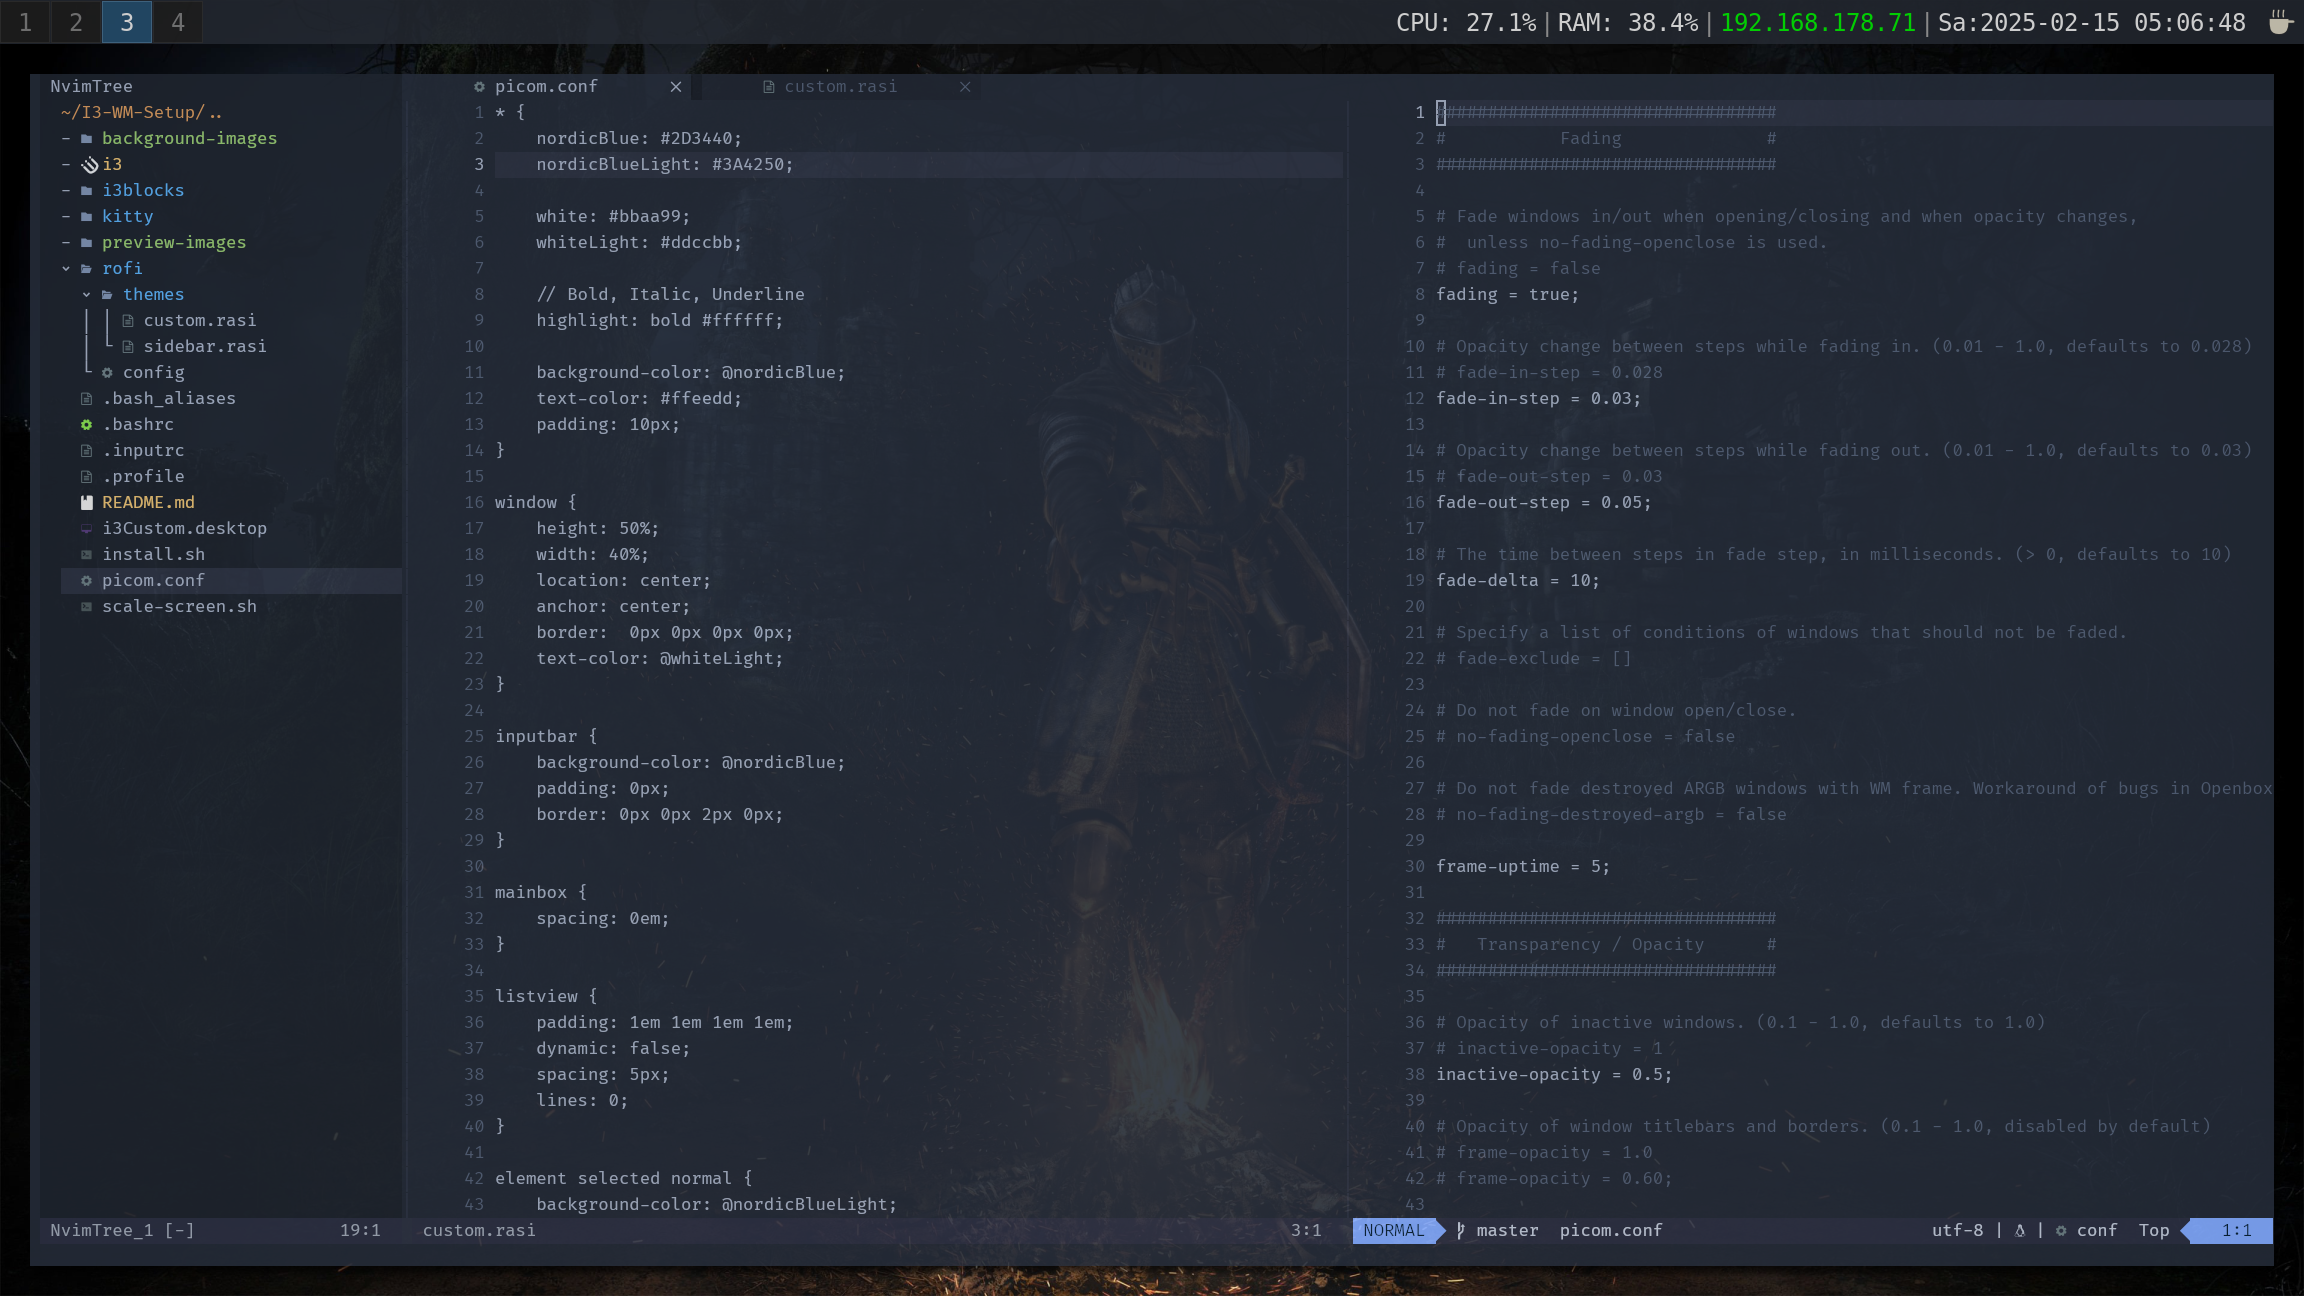 1 2 3 4
CPU: 27.1%|RAM: 38.4%|192.168.178.71|Sa:2025-02-15 05:06:48
NvimTree
~/I3-WM-Setup/..
- background-images
- i3
- i3blocks
- kitty
- preview-images
rofi
themes
custom.rasi
sidebar.rasi
config
.bash_aliases
.bashrc
.inputrc
.profile
README.md
i3Custom.desktop
install.sh
picom.conf
scale-screen.sh
NvimTree_1 [-] 19:1
picom.conf × custom.rasi ×
1 * {
2 nordicBlue: #2D3440;
3 nordicBlueLight: #3A4250;
4
5 white: #bbaa99;
6 whiteLight: #ddccbb;
7
8 // Bold, Italic, Underline
9 highlight: bold #ffffff;
10
11 background-color: @nordicBlue;
12 text-color: #ffeedd;
13 padding: 10px;
14 }
15
16 window {
17 height: 50%;
18 width: 40%;
19 location: center;
20 anchor: center;
21 border:  0px 0px 0px 0px;
22 text-color: @whiteLight;
23 }
24
25 inputbar {
26 background-color: @nordicBlue;
27 padding: 0px;
28 border: 0px 0px 2px 0px;
29 }
30
31 mainbox {
32 spacing: 0em;
33 }
34
35 listview {
36 padding: 1em 1em 1em 1em;
37 dynamic: false;
38 spacing: 5px;
39 lines: 0;
40 }
41
42 element selected normal {
43 background-color: @nordicBlueLight;
custom.rasi 3:1
1 #################################
2 #           Fading              #
3 #################################
4
5 # Fade windows in/out when opening/closing and when opacity changes,
6 #  unless no-fading-openclose is used.
7 # fading = false
8 fading = true;
9
10 # Opacity change between steps while fading in. (0.01 - 1.0, defaults to 0.028)
11 # fade-in-step = 0.028
12 fade-in-step = 0.03;
13
14 # Opacity change between steps while fading out. (0.01 - 1.0, defaults to 0.03)
15 # fade-out-step = 0.03
16 fade-out-step = 0.05;
17
18 # The time between steps in fade step, in milliseconds. (> 0, defaults to 10)
19 fade-delta = 10;
20
21 # Specify a list of conditions of windows that should not be faded.
22 # fade-exclude = []
23
24 # Do not fade on window open/close.
25 # no-fading-openclose = false
26
27 # Do not fade destroyed ARGB windows with WM frame. Workaround of bugs in Openbox
28 # no-fading-destroyed-argb = false
29
30 frame-uptime = 5;
31
32 #################################
33 #   Transparency / Opacity      #
34 #################################
35
36 # Opacity of inactive windows. (0.1 - 1.0, defaults to 1.0)
37 # inactive-opacity = 1
38 inactive-opacity = 0.5;
39
40 # Opacity of window titlebars and borders. (0.1 - 1.0, disabled by default)
41 # frame-opacity = 1.0
42 # frame-opacity = 0.60;
43
NORMAL master picom.conf utf-8 | | conf Top 1:1